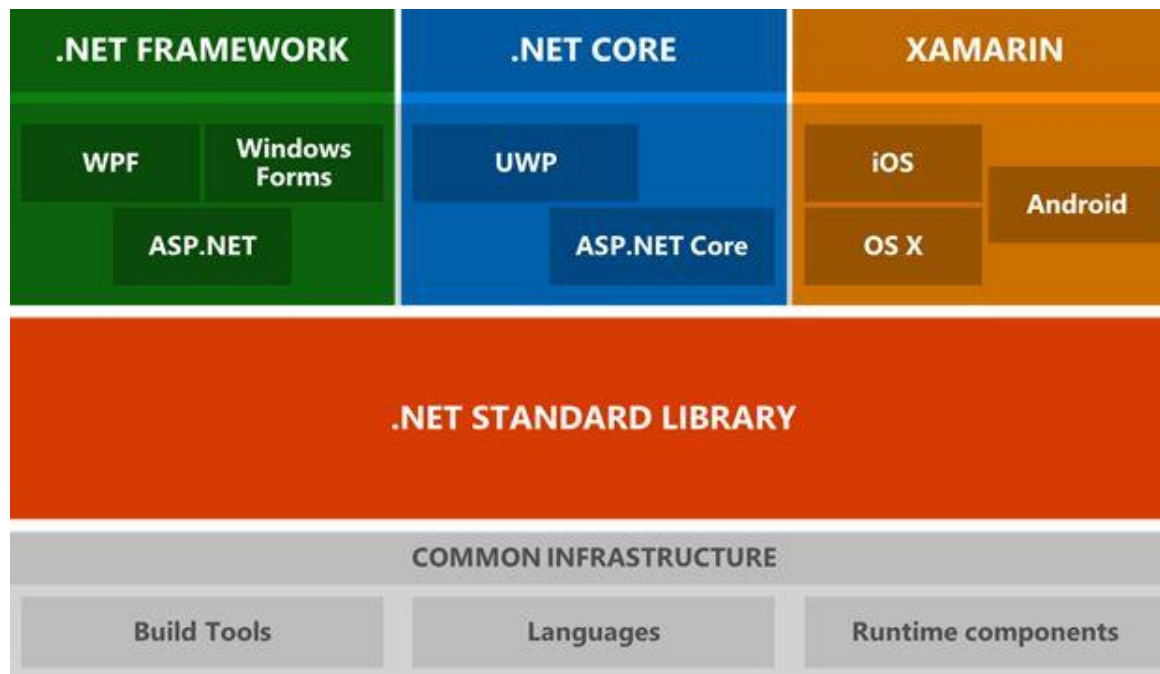 .NET FRAMEWORK
WPF
Windows
Forms
ASP.NET
.NET CORE
UWP
ASP.NET Core
XAMARIN
iOS
Android
OS X
.NET STANDARD LIBRARY
COMMON INFRASTRUCTURE
Build Tools
Languages
Runtime components